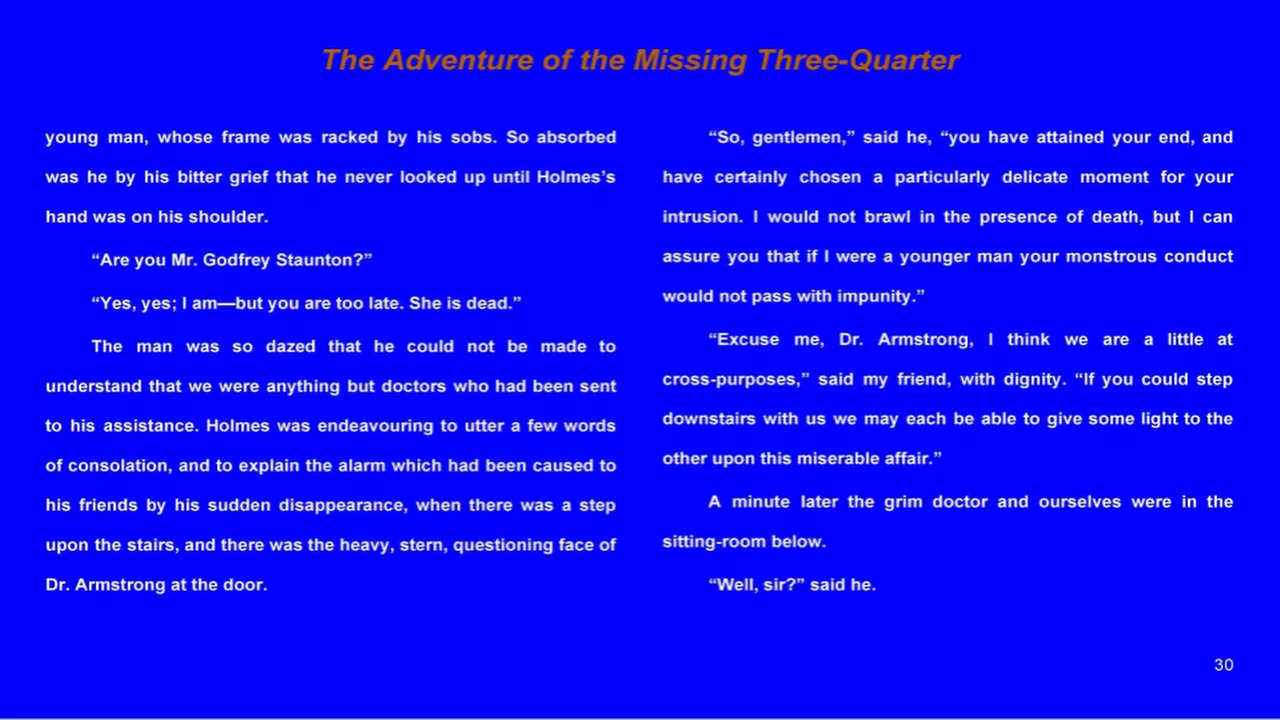 The Adventure of the Missing Three-Quarter
young man, whose frame was racked by his sobs. So absorbed
was he by his bitter grief that he never looked up until Holmes’s
hand was on his shoulder.
“Are you Mr. Godfrey Staunton?”
“Yes, yes; I am—but you are too late. She is dead.”
The man was so dazed that he could not be made to
understand that we were anything but doctors who had been sent
to his assistance. Holmes was endeavouring to utter a few words
of consolation, and to explain the alarm which had been caused to
his friends by his sudden disappearance, when there was a step
upon the stairs, and there was the heavy, stern, questioning face of
Dr. Armstrong at the door.
“So, gentlemen,” said he, “you have attained your end, and
have certainly chosen a particularly delicate moment for your
intrusion. I would not brawl in the presence of death, but I can
assure you that if I were a younger man your monstrous conduct
would not pass with impunity.”
“Excuse me, Dr. Armstrong, I think we are a little at
cross-purposes,” said my friend, with dignity. “If you could step
downstairs with us we may each be able to give some light to the
other upon this miserable affair.”
A minute later the grim doctor and ourselves were in the
sitting-room below.
“Well, sir?” said he.
30